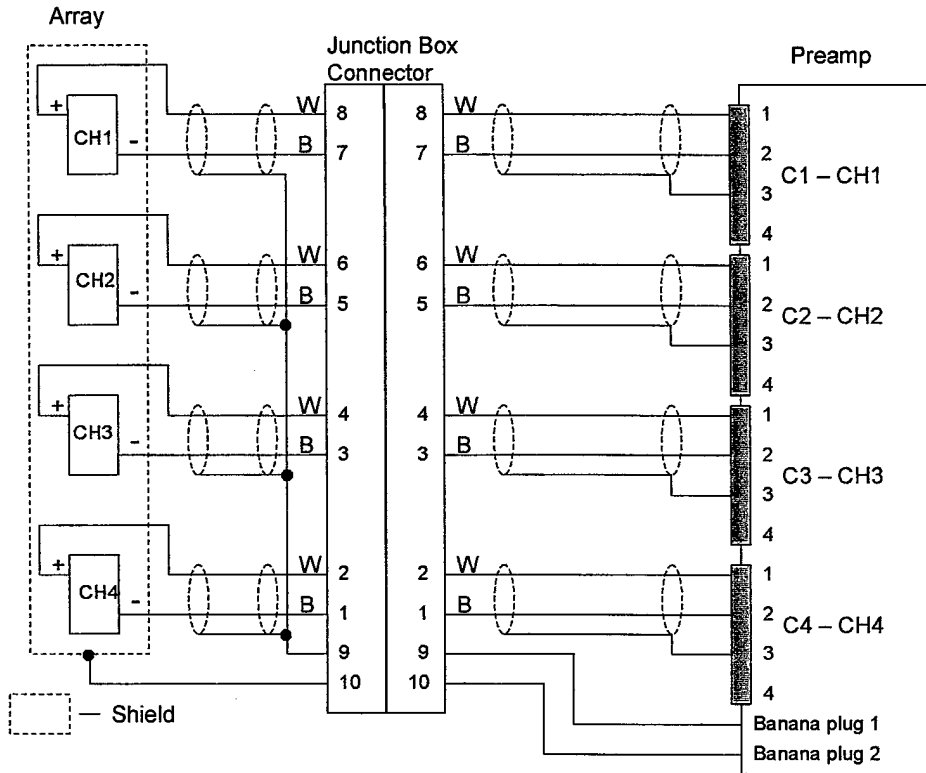 Array
Junction Box
Connector
Preamp
+ CH1 -
W 8 8 W 1
B 7 7 B 2
3
4
C1 – CH1
+ CH2 -
W 6 6 W 1
B 5 5 B 2
3
4
C2 – CH2
+ CH3 -
W 4 4 W 1
B 3 3 B 2
3
4
C3 – CH3
+ CH4 -
W 2 2 W 1
B 1 1 B 2
3
4
C4 – CH4
9 9
10 10
Shield
Banana plug 1
Banana plug 2